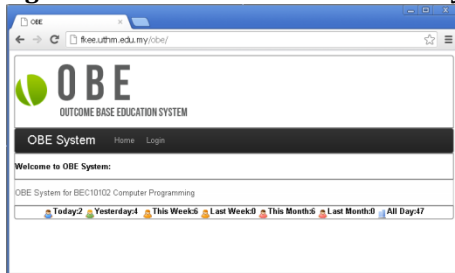 OBE
fkee.uthm.edu.my/obe/
OBE
OUTCOME BASE EDUCATION SYSTEM
OBE System Home Login
Welcome to OBE System:
OBE System for BEC10102 Computer Programming
Today:2 Yesterday:4 This Week:6 Last Week:0 This Month:6 Last Month:0 All Day:47